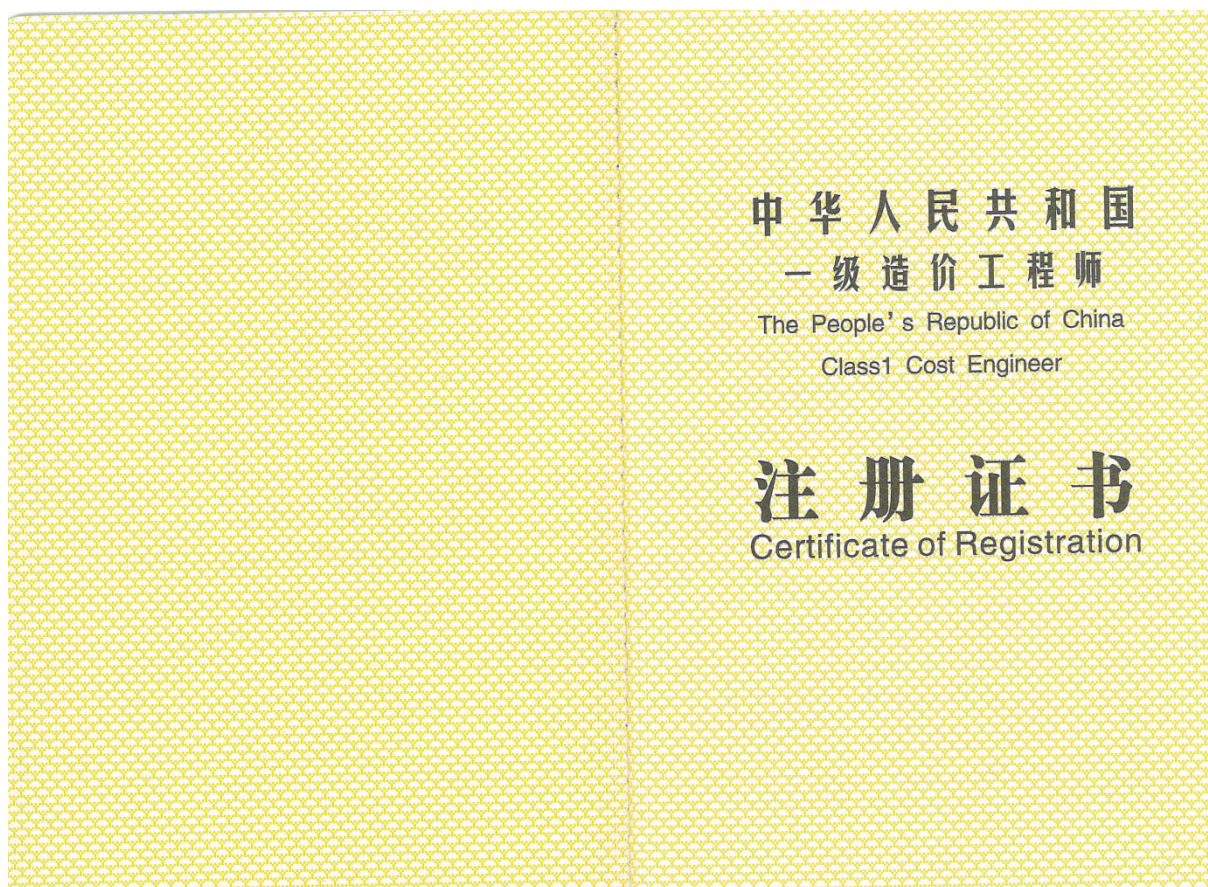 中华人民共和国
一级造价工程师
The People's Republic of China
Class1 Cost Engineer
注册证书
Certificate of Registration